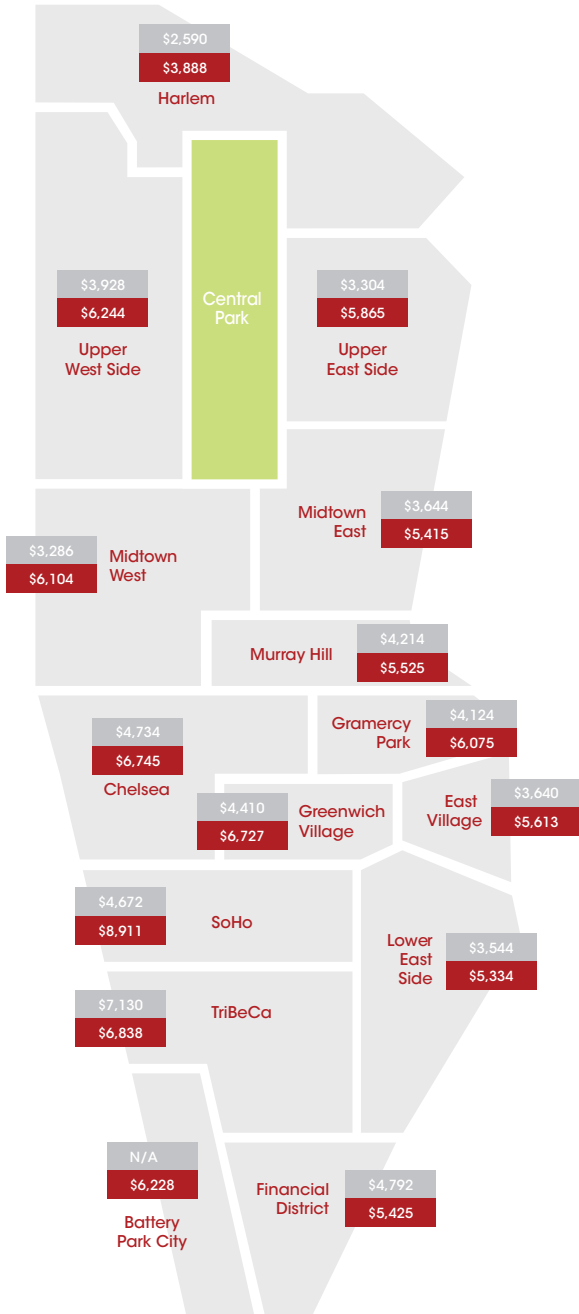 $2,590
$3,888
Harlem
$3,928
$6,244
Upper
West Side
Central
Park
$3,304
$5,865
Upper
East Side
Midtown
East
$3,644
$5,415
$3,286
$6,104
Midtown
West
Murray Hill
$4,214
$5,525
$4,734
$6,745
Chelsea
Gramercy
Park
$4,124
$6,075
$4,410
$6,727
Greenwich
Village
East
Village
$3,640
$5,613
$4,672
$8,911
SoHo
Lower
East
Side
$3,544
$5,334
$7,130
$6,838
TriBeCa
N/A
$6,228
Battery
Park City
Financial
District
$4,792
$5,425